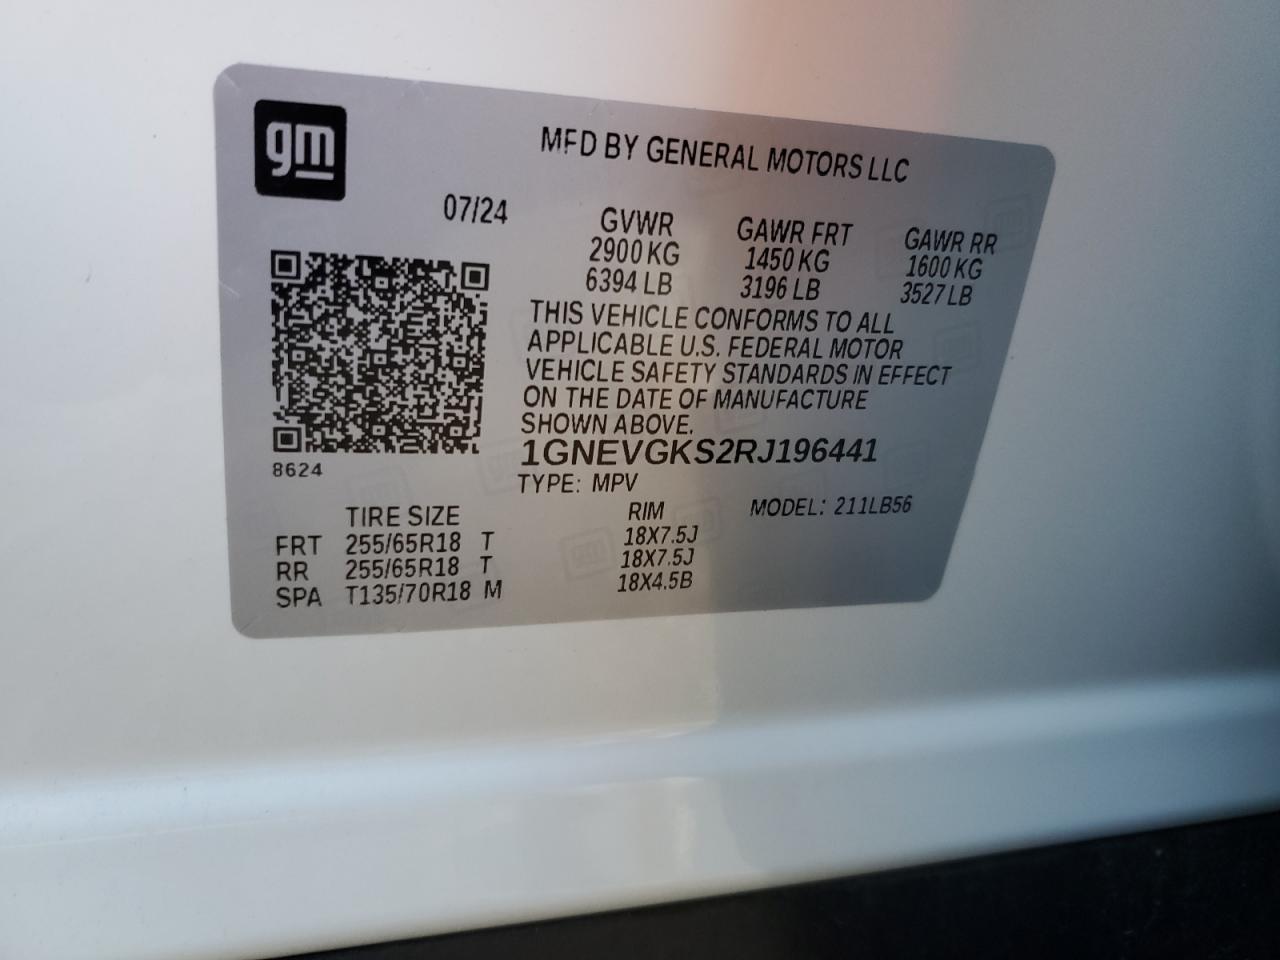 gm
MFD BY GENERAL MOTORS LLC
07/24
GVWR GAWR FRT GAWR RR
2900 KG 1450 KG 1600 KG
6394 LB 3196 LB 3527 LB
THIS VEHICLE CONFORMS TO ALL
APPLICABLE U.S. FEDERAL MOTOR
VEHICLE SAFETY STANDARDS IN EFFECT
ON THE DATE OF MANUFACTURE
SHOWN ABOVE.
1GNEVGKS2RJ196441
8624
TYPE: MPV MODEL: 211LB56
TIRE SIZE RIM
FRT 255/65R18 T 18X7.5J
RR 255/65R18 T 18X7.5J
SPA T135/70R18 M 18X4.5B